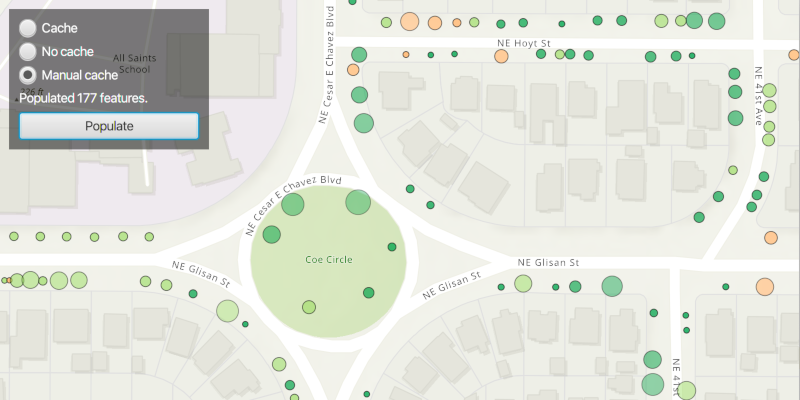 Cache
No cache
Manual cache
Populated 177 features.
Populate
All Saints
School
226 ft
NE Cesar E Chavez Blvd
NE Hoyt St
NE 41st Ave
NE Cesar E Chavez Blvd
Coe Circle
NE Glisan St
NE Glisan St
NE Glisan St
NE 41st